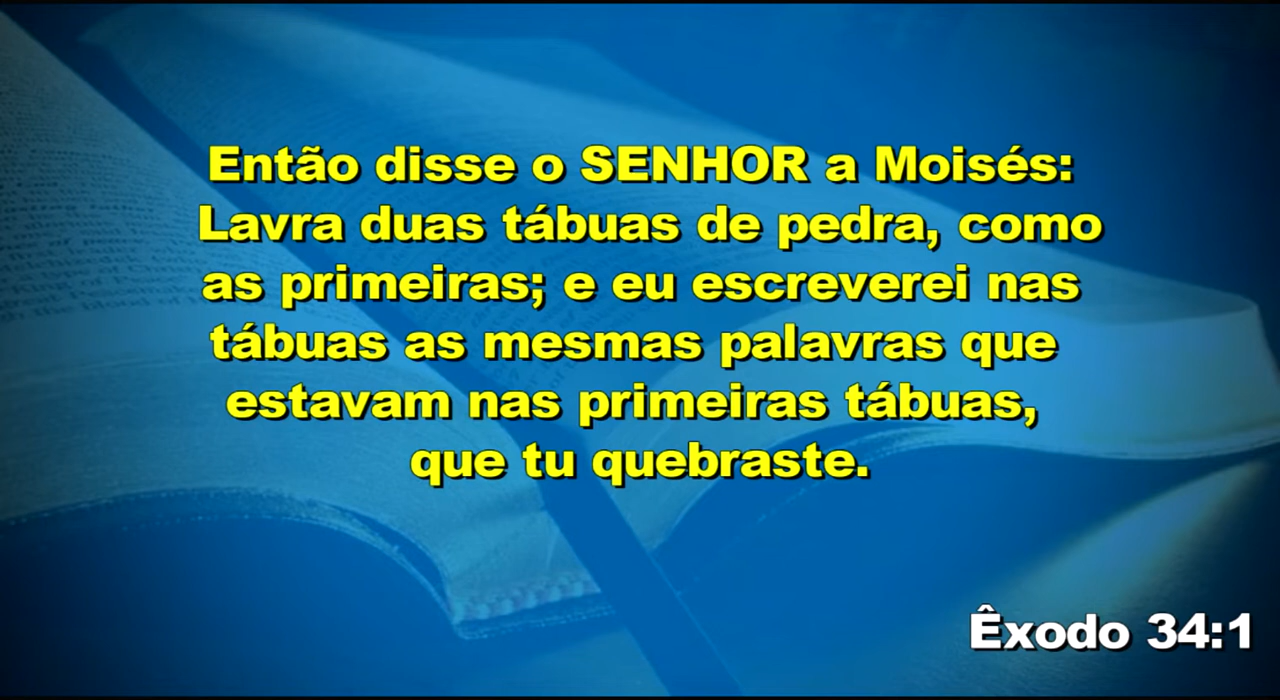 Então disse o SENHOR a Moisés:
Lavra duas tábuas de pedra, como
as primeiras; e eu escreverei nas
tábuas as mesmas palavras que
estavam nas primeiras tábuas,
que tu quebraste.
Êxodo 34:1